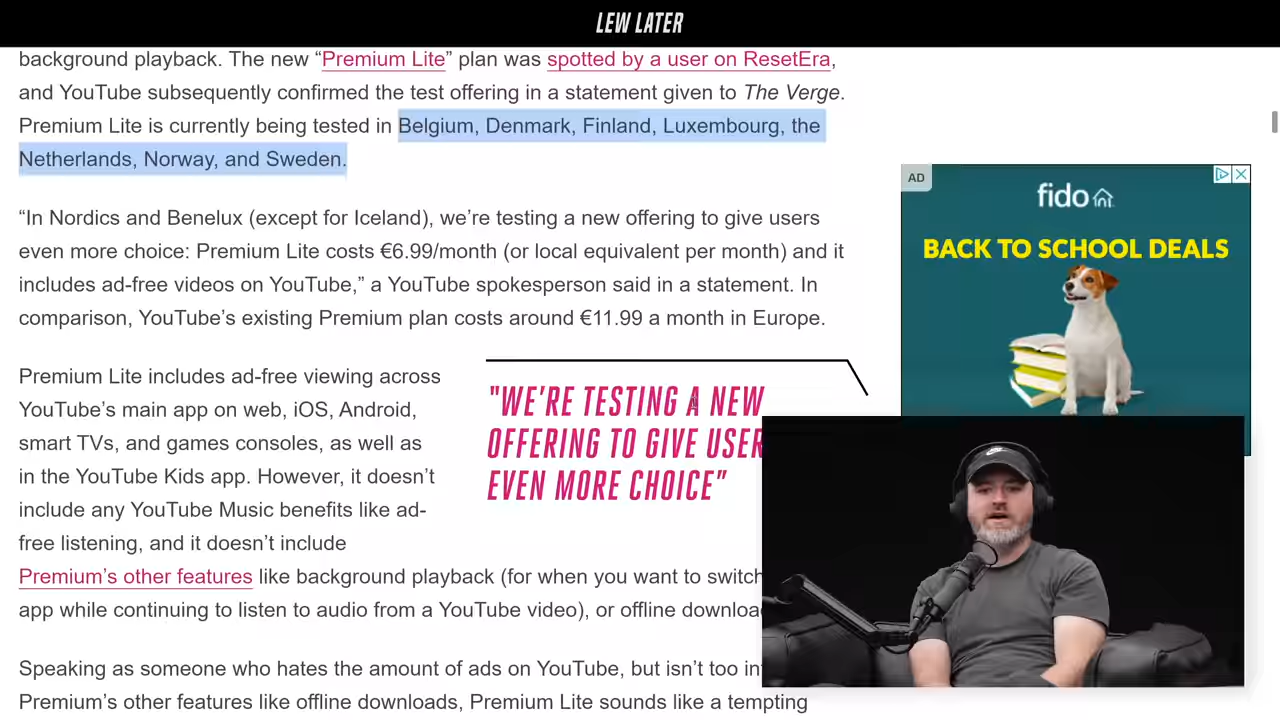 LEW LATER
background playback. The new “Premium Lite” plan was spotted by a user on ResetEra,
and YouTube subsequently confirmed the test offering in a statement given to The Verge.
Premium Lite is currently being tested in Belgium, Denmark, Finland, Luxembourg, the
Netherlands, Norway, and Sweden.
“In Nordics and Benelux (except for Iceland), we’re testing a new offering to give users
even more choice: Premium Lite costs €6.99/month (or local equivalent per month) and it
includes ad-free videos on YouTube,” a YouTube spokesperson said in a statement. In
comparison, YouTube’s existing Premium plan costs around €11.99 a month in Europe.
Premium Lite includes ad-free viewing across
YouTube’s main app on web, iOS, Android,
smart TVs, and games consoles, as well as
in the YouTube Kids app. However, it doesn’t
include any YouTube Music benefits like ad-
free listening, and it doesn’t include
Premium’s other features like background playback (for when you want to switch
app while continuing to listen to audio from a YouTube video), or offline
Speaking as someone who hates the amount of ads on YouTube, but isn’t too
Premium’s other features like offline downloads, Premium Lite sounds like a tempting
"WE’RE TESTING A NEW
OFFERING TO GIVE
EVEN MORE CHOICE"
AD
fido
BACK TO SCHOOL DEALS